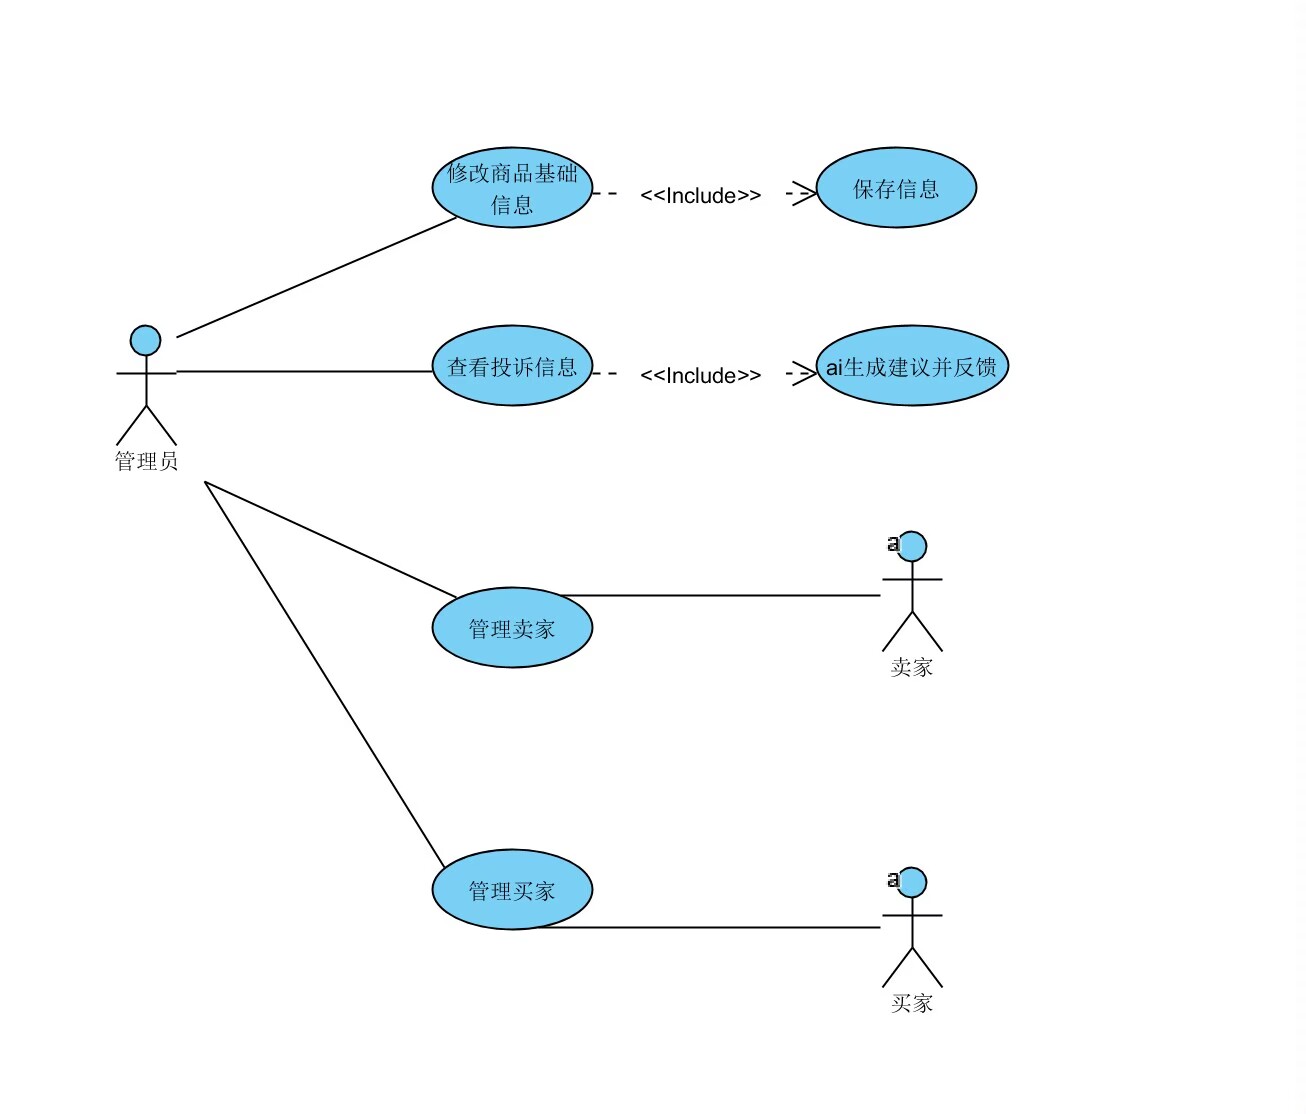 修改商品基础
信息
<<Include>>
保存信息
查看投诉信息
<<Include>>
ai生成建议并反馈
管理员
a
管理卖家
卖家
a
管理买家
买家